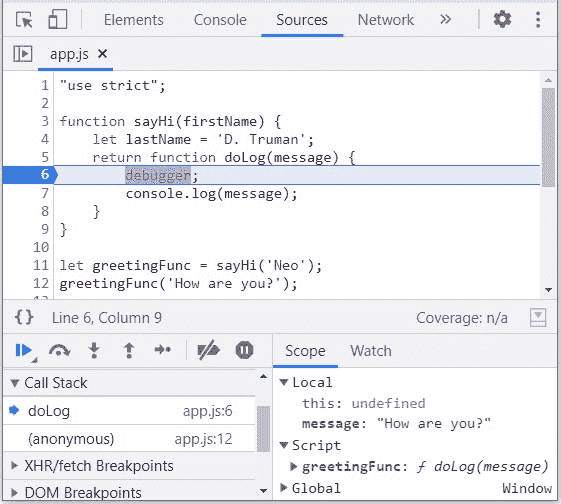 Elements Console Sources Network »
app.js ×
1 "use strict";
2
3 function sayHi(firstName) {
4 let lastName = 'D. Truman';
5 return function doLog(message) {
6 debugger;
7 console.log(message);
8 }
9 }
10
11 let greetingFunc = sayHi('Neo');
12 greetingFunc('How are you?');
{} Line 6, Column 9 Coverage: n/a
Scope Watch
Call Stack
doLog app.js:6
(anonymous) app.js:12
XHR/fetch Breakpoints
DOM Breakpoints
Local
this: undefined
message: "How are you?"
Script
greetingFunc: ƒ doLog(message)
Global Window